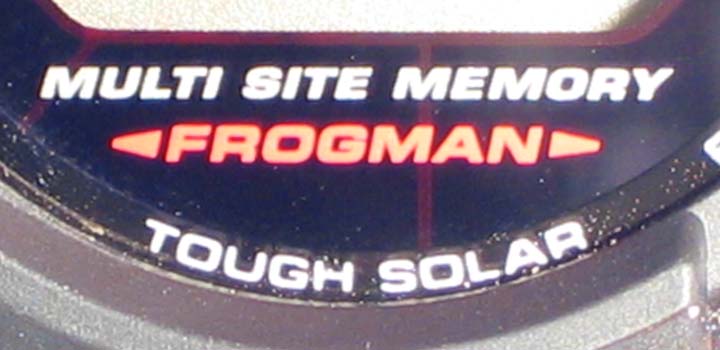 MULTI SITE MEMORY
FROGMAN
TOUGH SOLAR